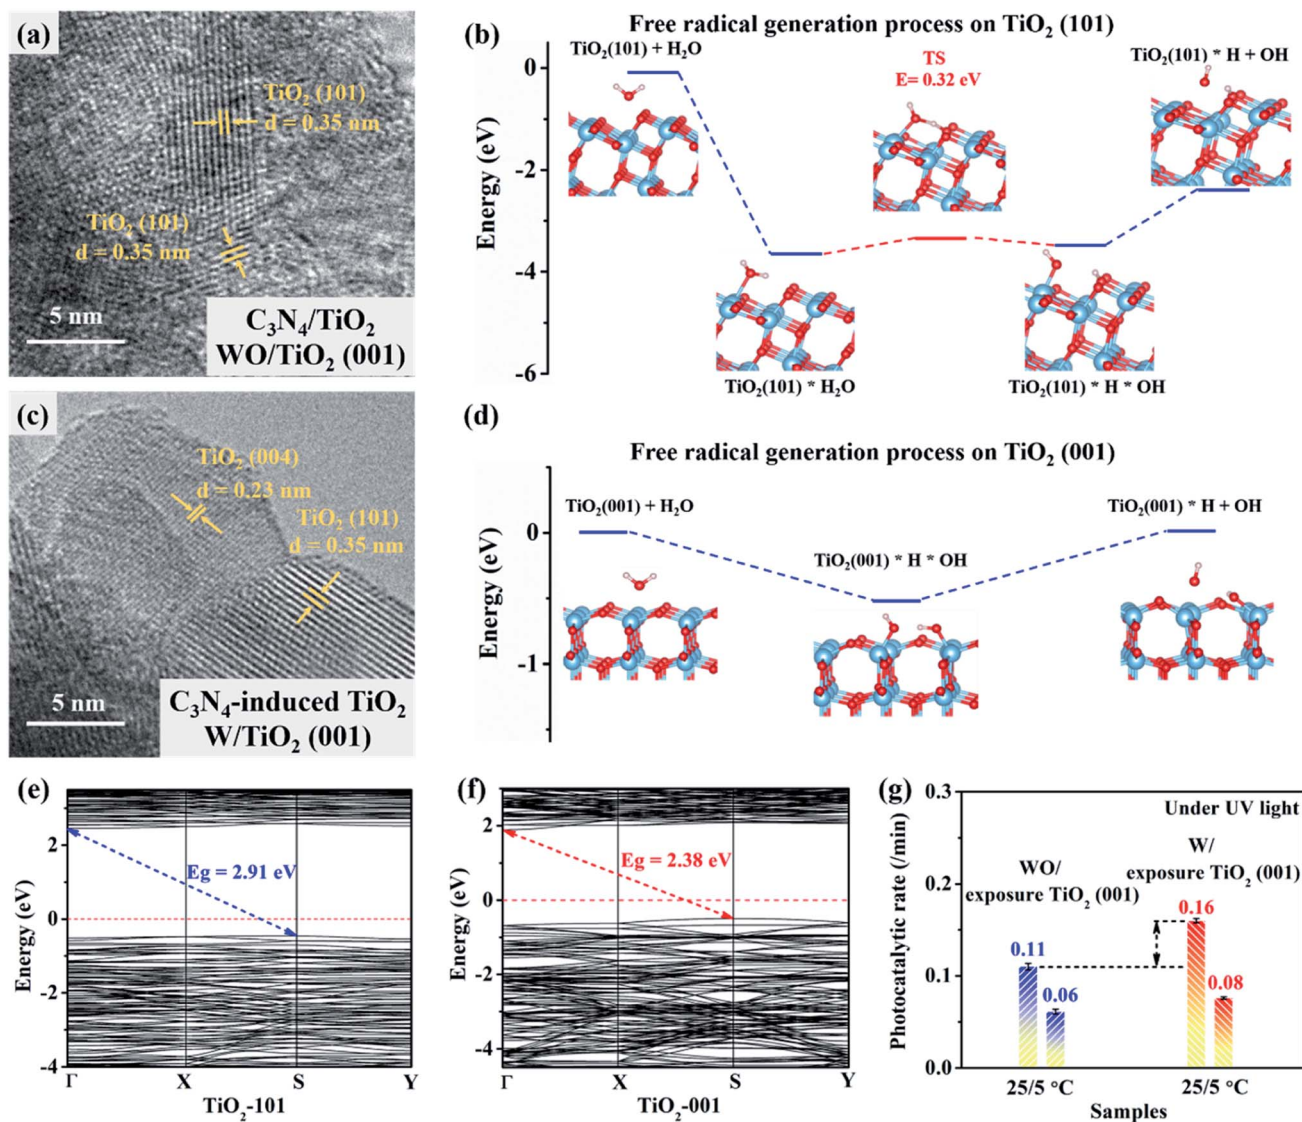 (a)
TiO₂ (101)
d = 0.35 nm
TiO₂ (101)
d = 0.35 nm
5 nm
C₃N₄/TiO₂
WO/TiO₂ (001)
(b)
Free radical generation process on TiO₂ (101)
TiO₂(101) + H₂O
TS
E= 0.32 eV
TiO₂(101) * H + OH
0
-2
-4
-6
Energy (eV)
TiO₂(101) * H₂O
TiO₂(101) * H * OH
(c)
TiO₂ (004)
d = 0.23 nm
TiO₂ (101)
d = 0.35 nm
5 nm
C₃N₄-induced TiO₂
W/TiO₂ (001)
(d)
Free radical generation process on TiO₂ (001)
TiO₂(001) + H₂O
TiO₂(001) * H * OH
TiO₂(001) * H + OH
0
-1
Energy (eV)
(e)
2
0
-2
-4
Energy (eV)
Eg = 2.91 eV
Γ X S Y
TiO₂-101
(f)
2
0
-2
-4
Energy (eV)
Eg = 2.38 eV
Γ X S Y
TiO₂-001
(g)
0.3
0.2
0.1
0.0
Photocatalytic rate (/min)
Under UV light
WO/
exposure TiO₂ (001)
W/
exposure TiO₂ (001)
0.11
0.06
0.16
0.08
25/5 °C 25/5 °C
Samples